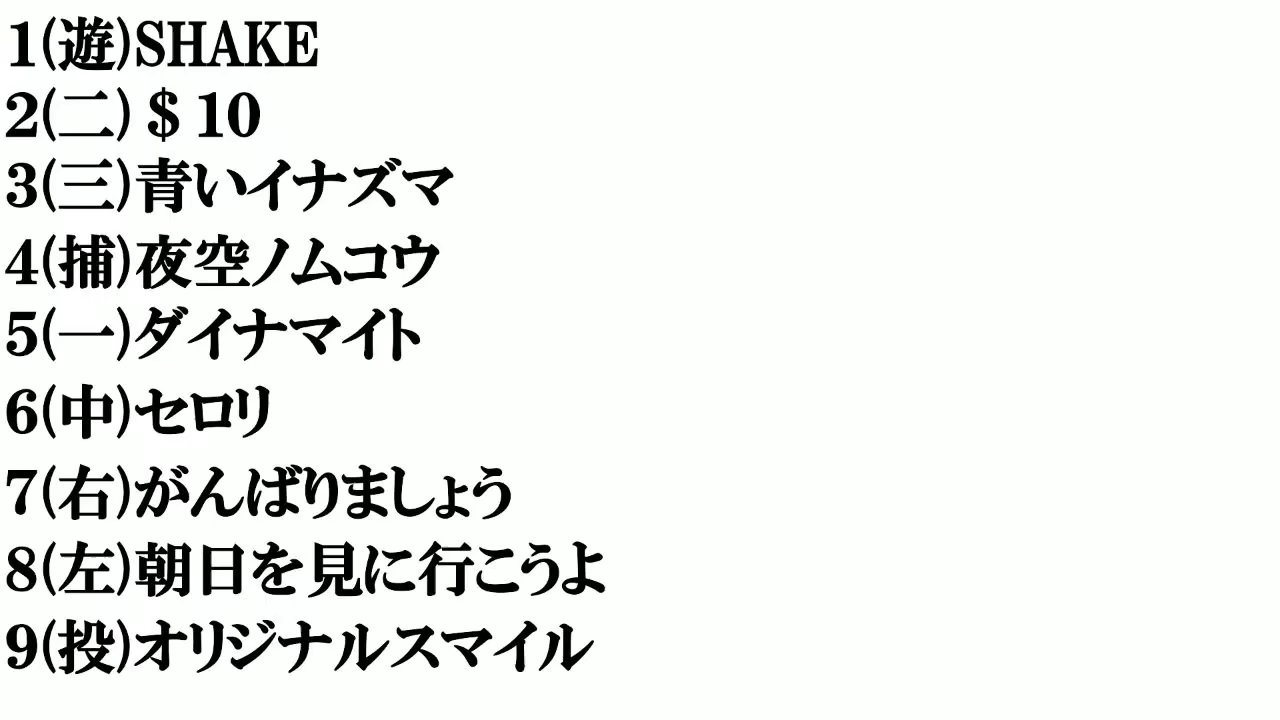 1(遊)SHAKE
2(二)＄10
3(三)青いイナズマ
4(捕)夜空ノムコウ
5(一)ダイナマイト
6(中)セロリ
7(右)がんばりましょう
8(左)朝日を見に行こうよ
9(投)オリジナルスマイル